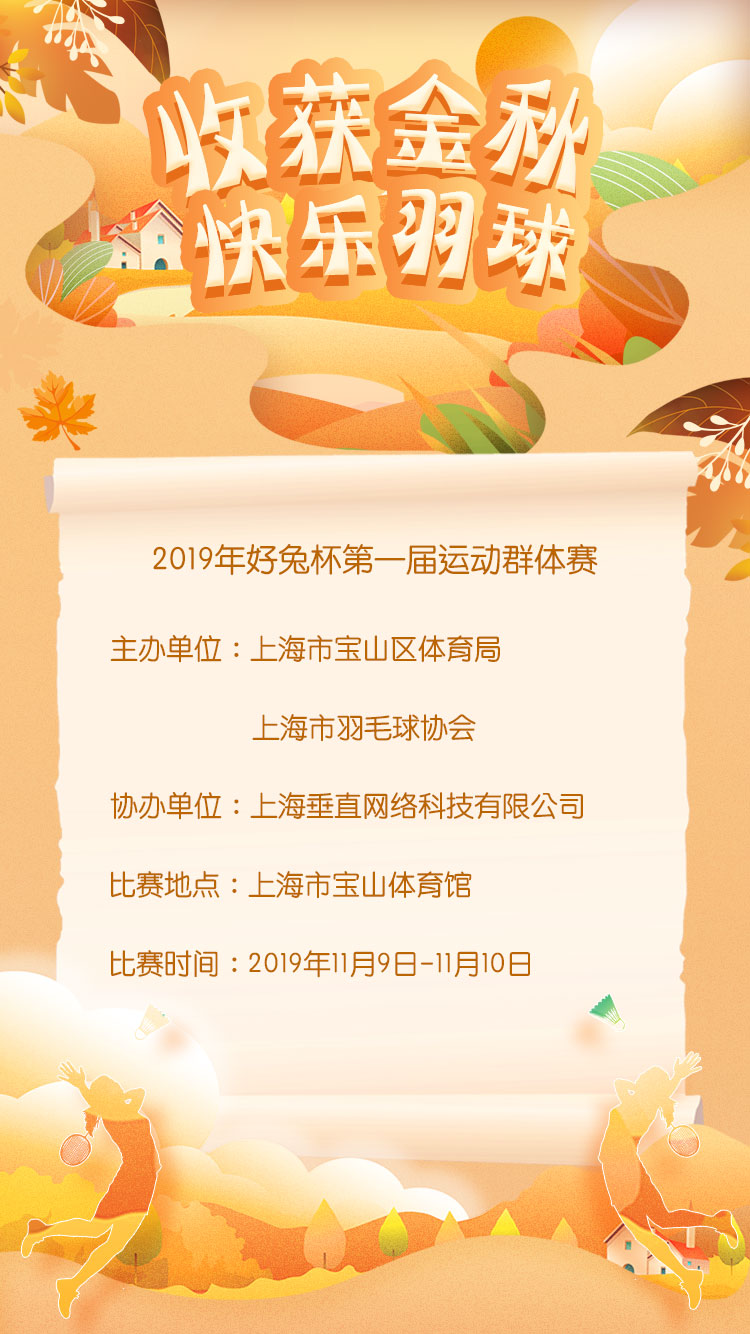 收获金秋
快乐羽球
2019年好兔杯第一届运动群体赛
主办单位：上海市宝山区体育局
上海市羽毛球协会
协办单位：上海垂直网络科技有限公司
比赛地点：上海市宝山体育馆
比赛时间：2019年11月9日-11月10日